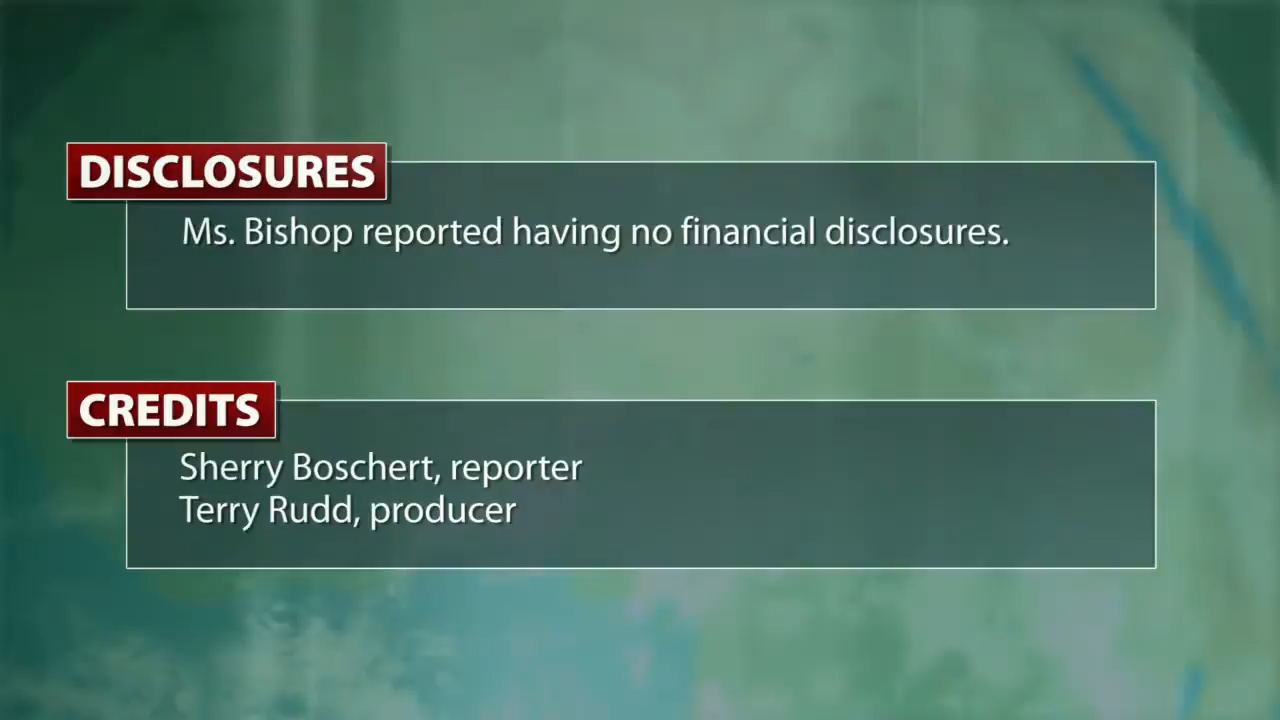 DISCLOSURES
Ms. Bishop reported having no financial disclosures.
CREDITS
Sherry Boschert, reporter
Terry Rudd, producer